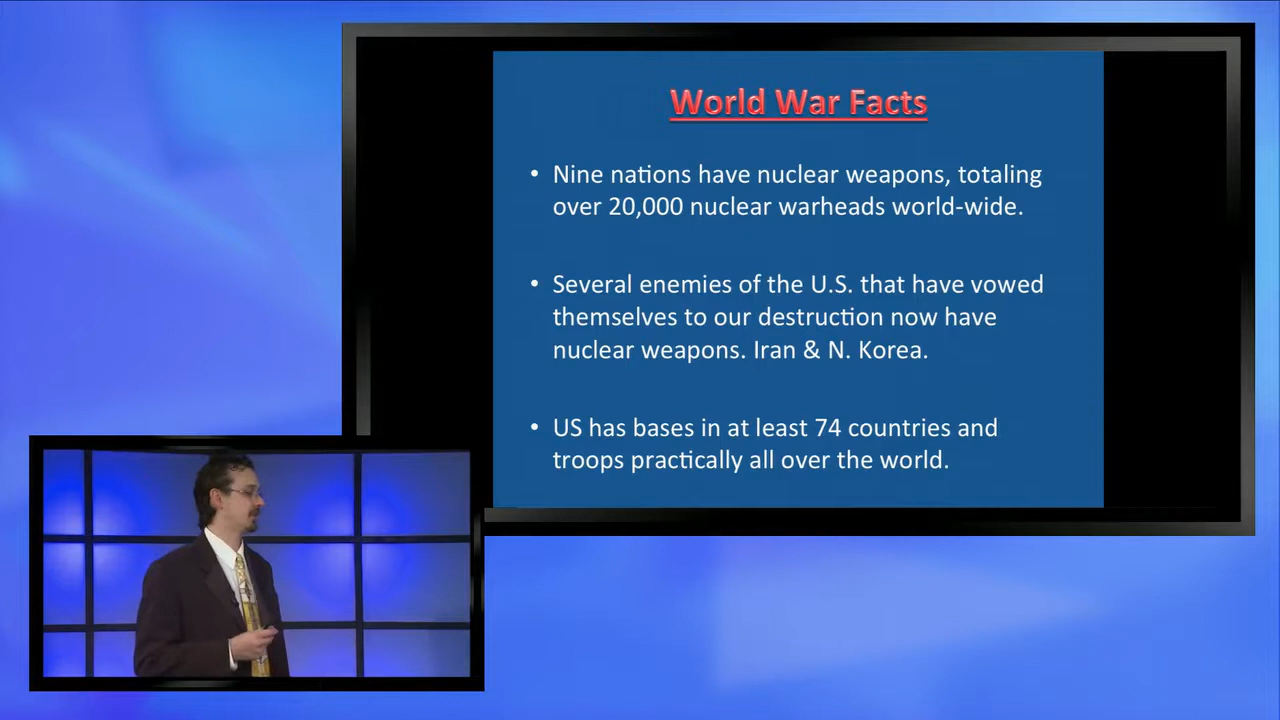 World War Facts
• Nine nations have nuclear weapons, totaling
over 20,000 nuclear warheads world-wide.
• Several enemies of the U.S. that have vowed
themselves to our destruction now have
nuclear weapons. Iran & N. Korea.
• US has bases in at least 74 countries and
troops practically all over the world.